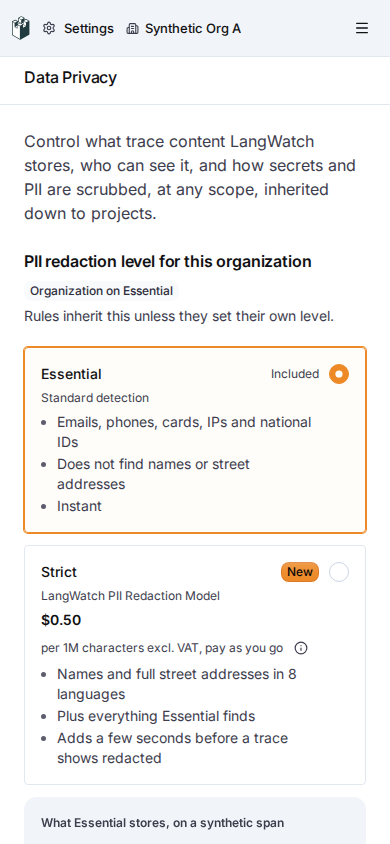 Settings
Synthetic Org A
Data Privacy
Control what trace content LangWatch
stores, who can see it, and how secrets and
PII are scrubbed, at any scope, inherited
down to projects.
PII redaction level for this organization
Organization on Essential
Rules inherit this unless they set their own level.
Essential
Included
Standard detection
Emails, phones, cards, IPs and national
IDs
Does not find names or street
addresses
Instant
Strict
New
LangWatch PII Redaction Model
$0.50
per 1M characters excl. VAT, pay as you go
Names and full street addresses in 8
languages
Plus everything Essential finds
Adds a few seconds before a trace
shows redacted
What Essential stores, on a synthetic span